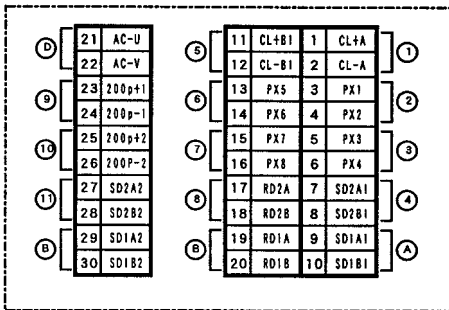 D 21 AC-U 5 11 CL+B1 1 CL+A 1
22 AC-V 12 CL-B1 2 CL-A
9 23 200p+1 6 13 PX5 3 PX1 2
24 200p-1 14 PX6 4 PX2
10 25 200p+2 7 15 PX7 5 PX3 3
26 200P-2 16 PX8 6 PX4
11 27 SD2A2 8 17 RD2A 7 SD2A1 4
28 SD2B2 18 RD2B 8 SD2B1
B 29 SD1A2 B 19 RD1A 9 SD1A1 A
30 SD1B2 20 RD1B 10 SD1B1